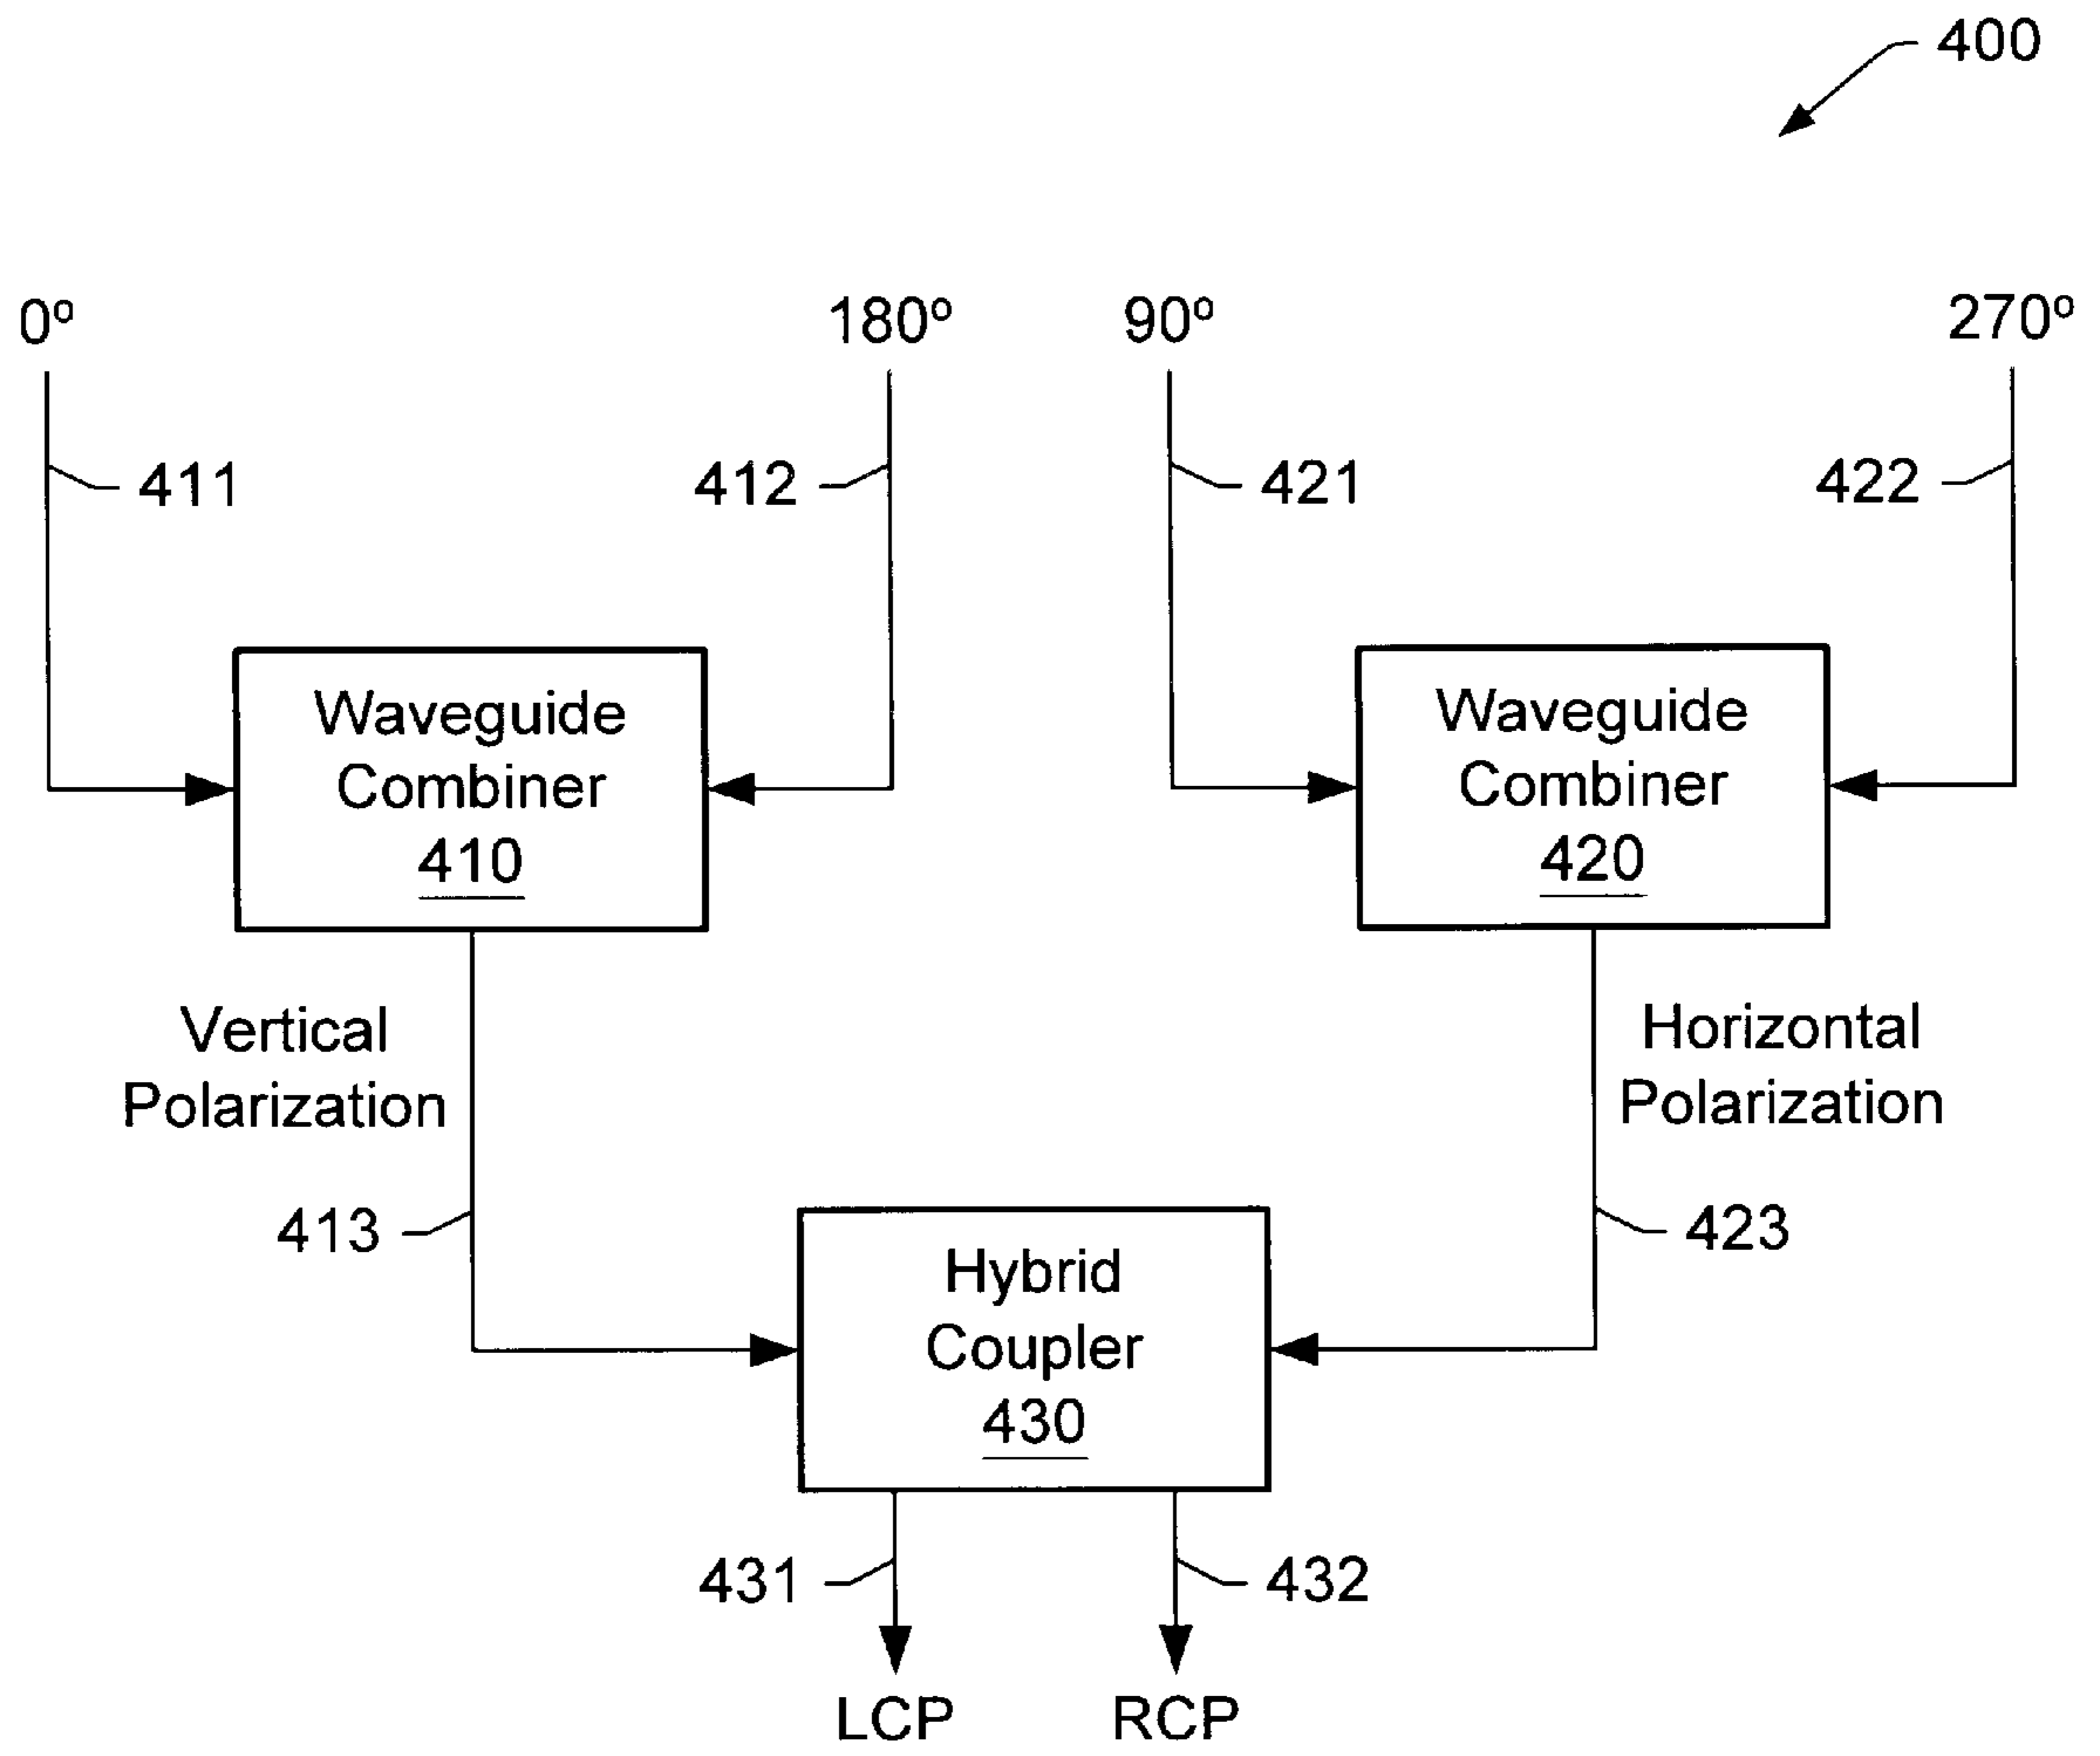 400
0º
180º
90º
270º
411
412
421
422
Waveguide
Combiner
410
Waveguide
Combiner
420
Vertical
Polarization
Horizontal
Polarization
413
423
Hybrid
Coupler
430
431
432
LCP
RCP